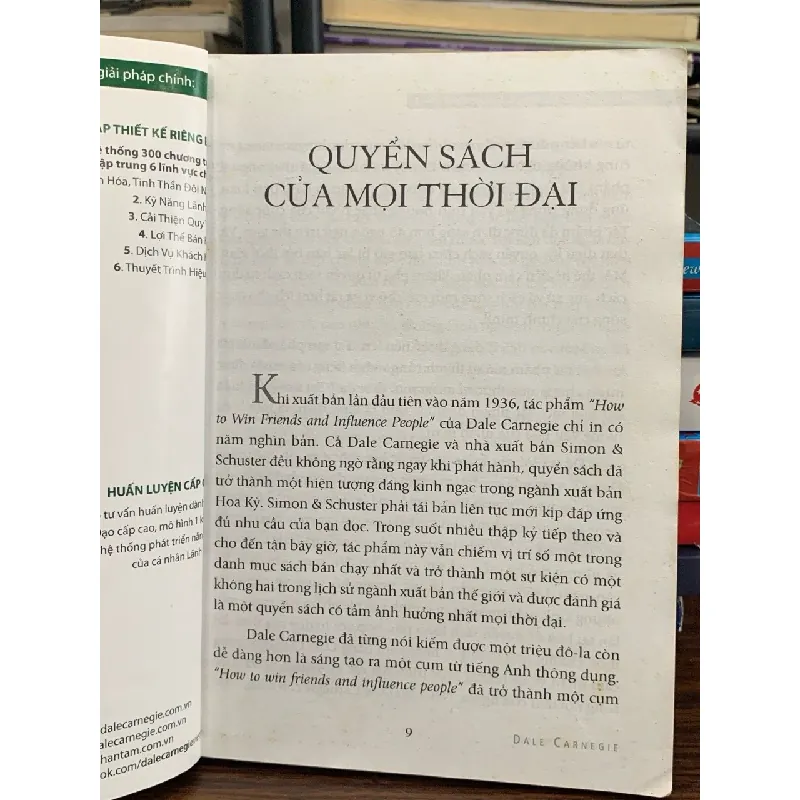 giải pháp chính:
ÁP THIẾT KẾ RIÊNG
thống 300 chương
ập trung 6 lĩnh vực
Hóa, Tinh Thần Đội
2. Kỹ Năng Lãnh
3. Cải Thiện Quy
4. Lợi Thế Bán
5. Dịch Vụ Khách
6. Thuyết Trình Hiệu
HUẤN LUYỆN CẤP
tư vấn huấn luyện dành
đạo cấp cao, mô hình 1
hệ thống phát triển năn
của cá nhân Lãnh
dalecarnegie.com.vn
alecarnegie.com.vn
hantam.com.vn
ok.com/dalecarnegie
QUYỂN SÁCH
CỦA MỌI THỜI ĐẠI
Khi xuất bản lần đầu tiên vào năm 1936, tác phẩm "How
to Win Friends and Influence People" của Dale Carnegie chỉ in có
năm nghìn bản. Cả Dale Carnegie và nhà xuất bản Simon &
Schuster đều không ngờ rằng ngay khi phát hành, quyển sách đã
trở thành một hiện tượng đáng kinh ngạc trong ngành xuất bản
Hoa Kỳ. Simon & Schuster phải tái bản liên tục mới kịp đáp ứng
đủ nhu cầu của bạn đọc. Trong suốt nhiều thập kỷ tiếp theo và
cho đến tận bây giờ, tác phẩm này vẫn chiếm vị trí số một trong
danh mục sách bán chạy nhất và trở thành một sự kiện có một
không hai trong lịch sử ngành xuất bản thế giới và được đánh giá
là một quyển sách có tầm ảnh hưởng nhất mọi thời đại.
Dale Carnegie đã từng nói kiếm được một triệu đô-la còn
dễ dàng hơn là sáng tạo ra một cụm từ tiếng Anh thông dụng.
"How to win friends and influence people" đã trở thành một cụm
9
DALE CARNEGIE